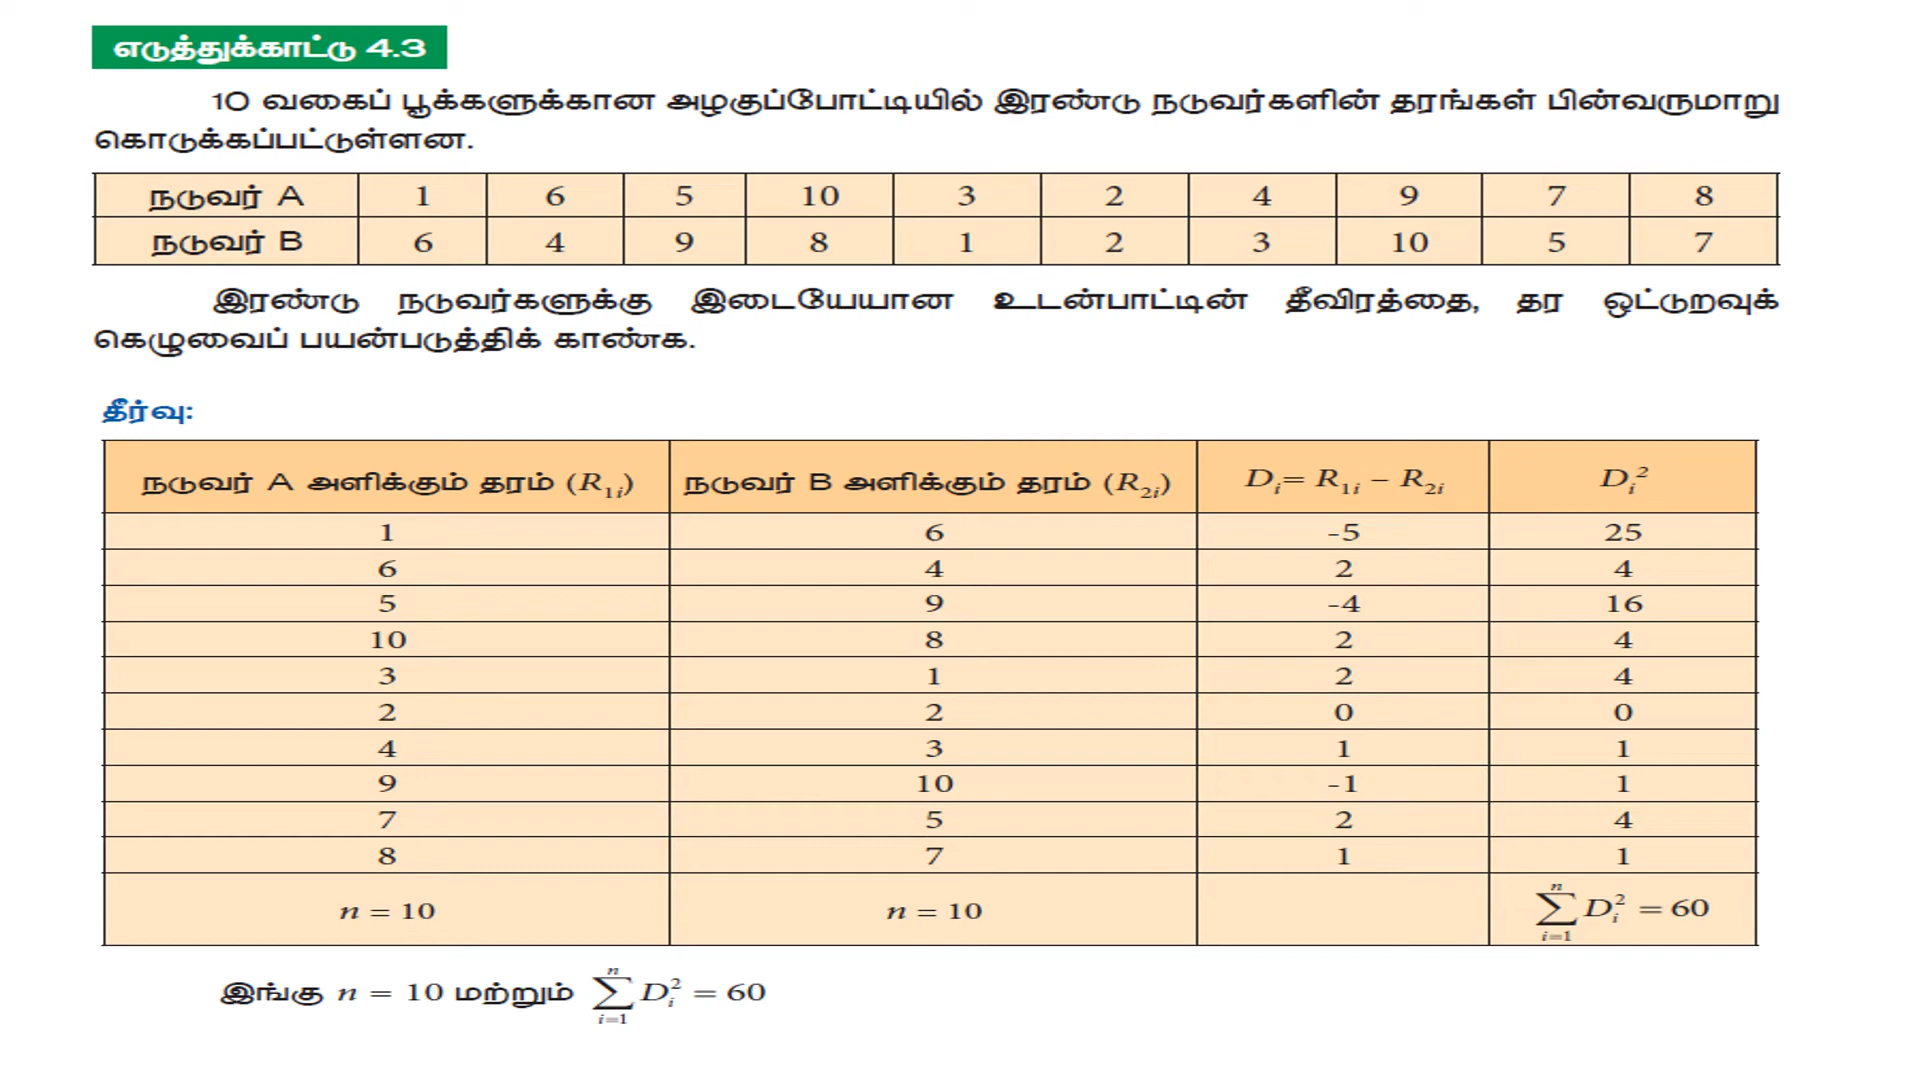 எடுத்துக்காட்டு 4.3
10 வகைப் பூக்களுக்கான அழகுப்போட்டியில் இரண்டு நடுவர்களின் தரங்கள் பின்வருமாறு
கொடுக்கப்பட்டுள்ளன.
நடுவர் A 1 6 5 10 3 2 4 9 7 8
நடுவர் B 6 4 9 8 1 2 3 10 5 7
இரண்டு நடுவர்களுக்கு இடையேயான உடன்பாட்டின் தீவிரத்தை, தர ஒட்டுறவுக்
கெழுவைப் பயன்படுத்திக் காண்க.
தீர்வு:
நடுவர் A அளிக்கும் தரம் (R₁ᵢ) நடுவர் B அளிக்கும் தரம் (R₂ᵢ) Dᵢ= R₁ᵢ – R₂ᵢ Dᵢ²
1 6 -5 25
6 4 2 4
5 9 -4 16
10 8 2 4
3 1 2 4
2 2 0 0
4 3 1 1
9 10 -1 1
7 5 2 4
8 7 1 1
n = 10 n = 10 ∑ⁿᵢ₌₁ Dᵢ² = 60
இங்கு n = 10 மற்றும் ∑ⁿᵢ₌₁ Dᵢ² = 60